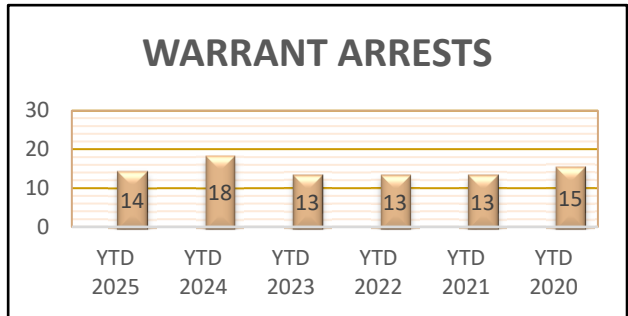 WARRANT ARRESTS
30
20
10
0
14
18
13
13
13
15
YTD 2025
YTD 2024
YTD 2023
YTD 2022
YTD 2021
YTD 2020